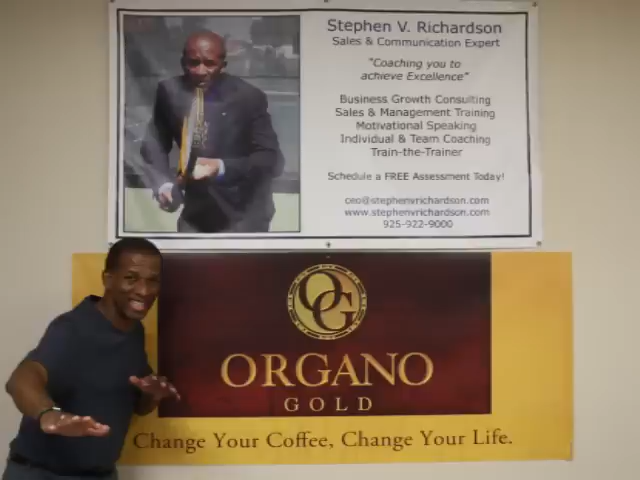 Stephen V. Richardson
Sales & Communication Expert
"Coaching you to
achieve Excellence"
Business Growth Consulting
Sales & Management Training
Motivational Speaking
Individual & Team Coaching
Train-the-Trainer
Schedule a FREE Assessment Today!
ceo@stephenvrichardson.com
www.stephenvrichardson.com
925-922-9000
OG
ORGANO
GOLD
Change Your Coffee, Change Your Life.